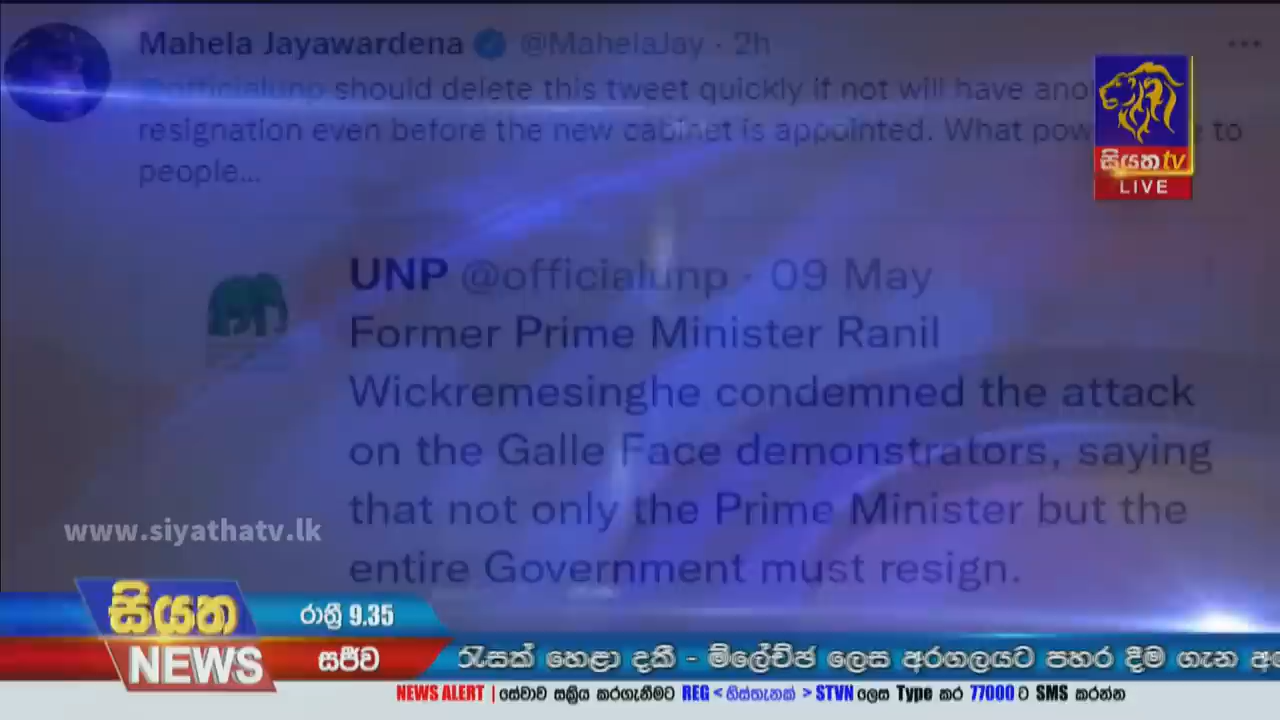 Mahela Jayawardena @MahelaJay · 2h
@officialunp should delete this tweet quickly if not will have
resignation even before the new cabinet is appointed. What to
people...
සියත tv
LIVE
UNP @officialunp · 09 May
Former Prime Minister Ranil
Wickremesinghe condemned the attack
on the Galle Face demonstrators, saying
that not only the Prime Minister but the
entire Government must resign.
www.siyathatv.lk
සියත රාත්‍රී 9.35
NEWS සජීව
රැසක් හෙළා දකී - ම්ලේච්ඡ ලෙස අරගලයට පහර දීම ගැන
NEWS ALERT | සේවාව සක්‍රිය කරගැනීමට REG < හිස්තැනක් > STVN ලෙස Type කර 77000 ට SMS කරන්න